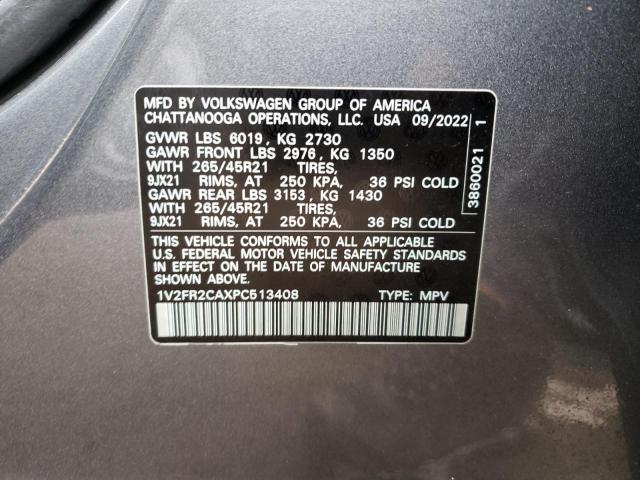 MFD BY VOLKSWAGEN GROUP OF AMERICA
CHATTANOOGA OPERATIONS, LLC. USA 09/2022
GVWR LBS 6019, KG 2730
GAWR FRONT LBS 2976, KG 1350
WITH 265/45R21 TIRES,
9JX21 RIMS, AT 250 KPA, 36 PSI COLD
GAWR REAR LBS 3153, KG 1430
WITH 265/45R21 TIRES,
9JX21 RIMS, AT 250 KPA, 36 PSI COLD
THIS VEHICLE CONFORMS TO ALL APPLICABLE
U.S. FEDERAL MOTOR VEHICLE SAFETY STANDARDS
IN EFFECT ON THE DATE OF MANUFACTURE
SHOWN ABOVE.
1V2FR2CAXPC513408 TYPE: MPV
3860021 1